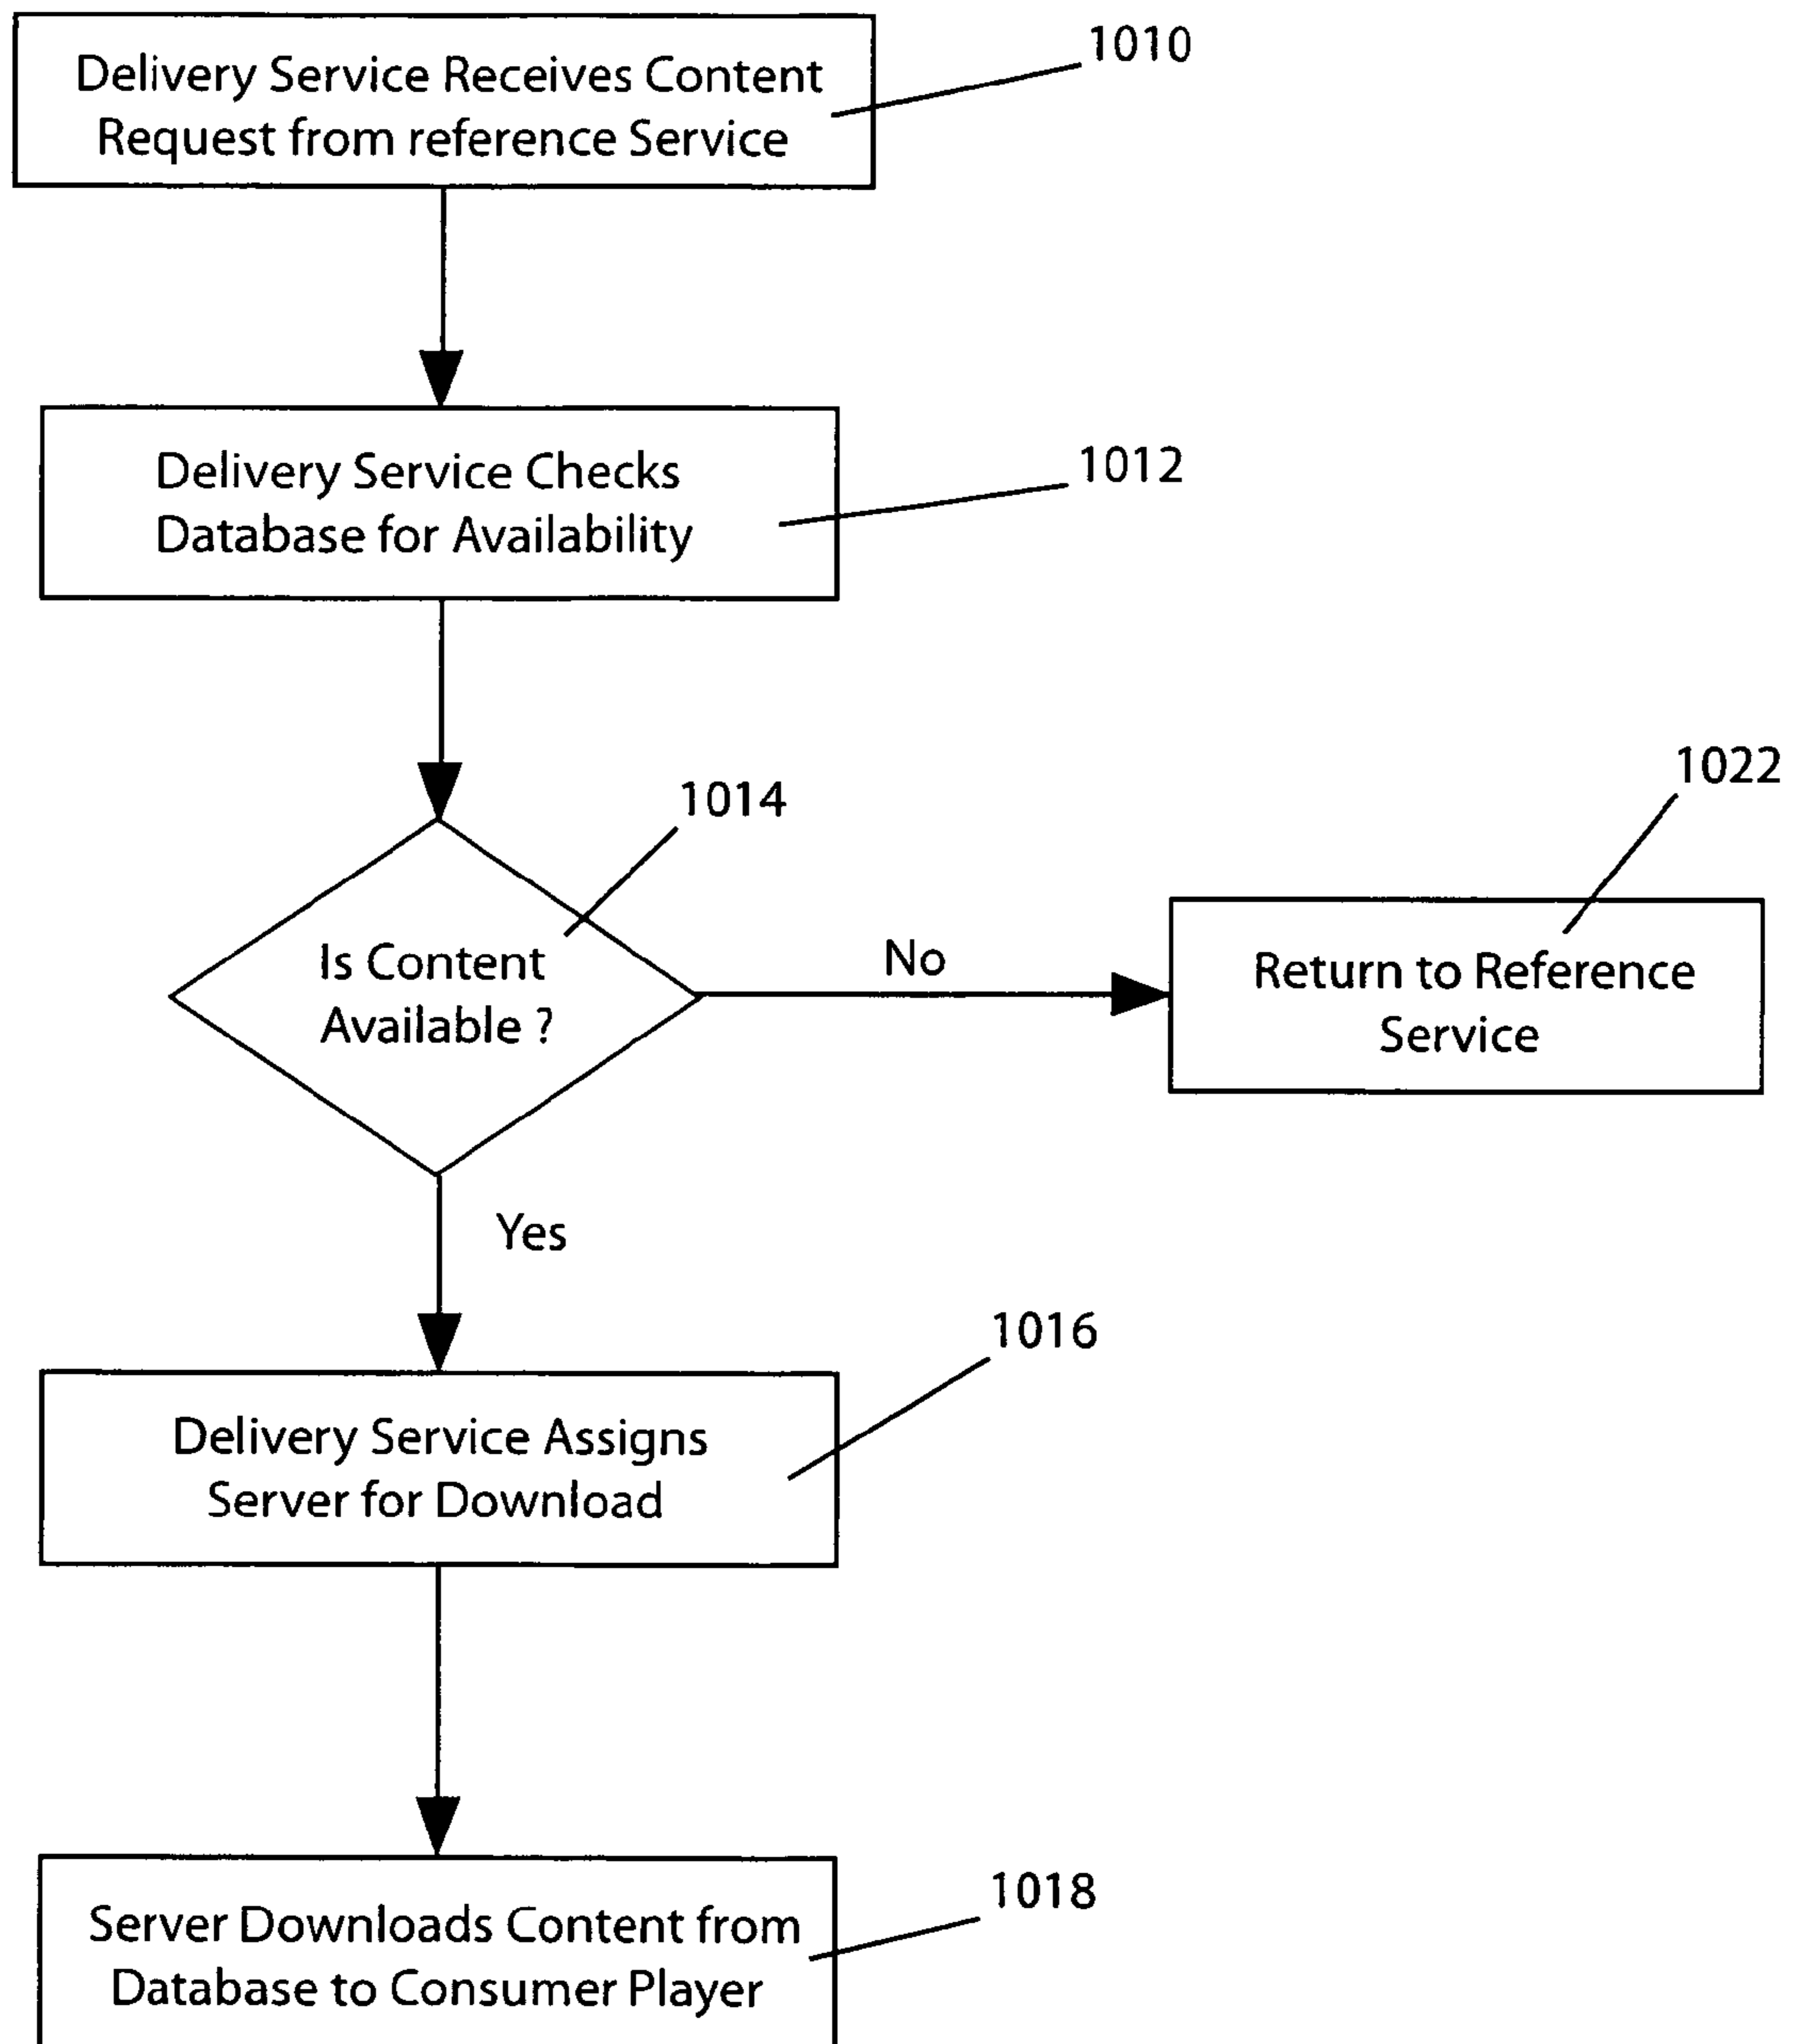 Delivery Service Receives Content
Request from reference Service
1010
Delivery Service Checks
Database for Availability
1012
1014
Is Content
Available ?
No
1022
Return to Reference
Service
Yes
1016
Delivery Service Assigns
Server for Download
1018
Server Downloads Content from
Database to Consumer Player